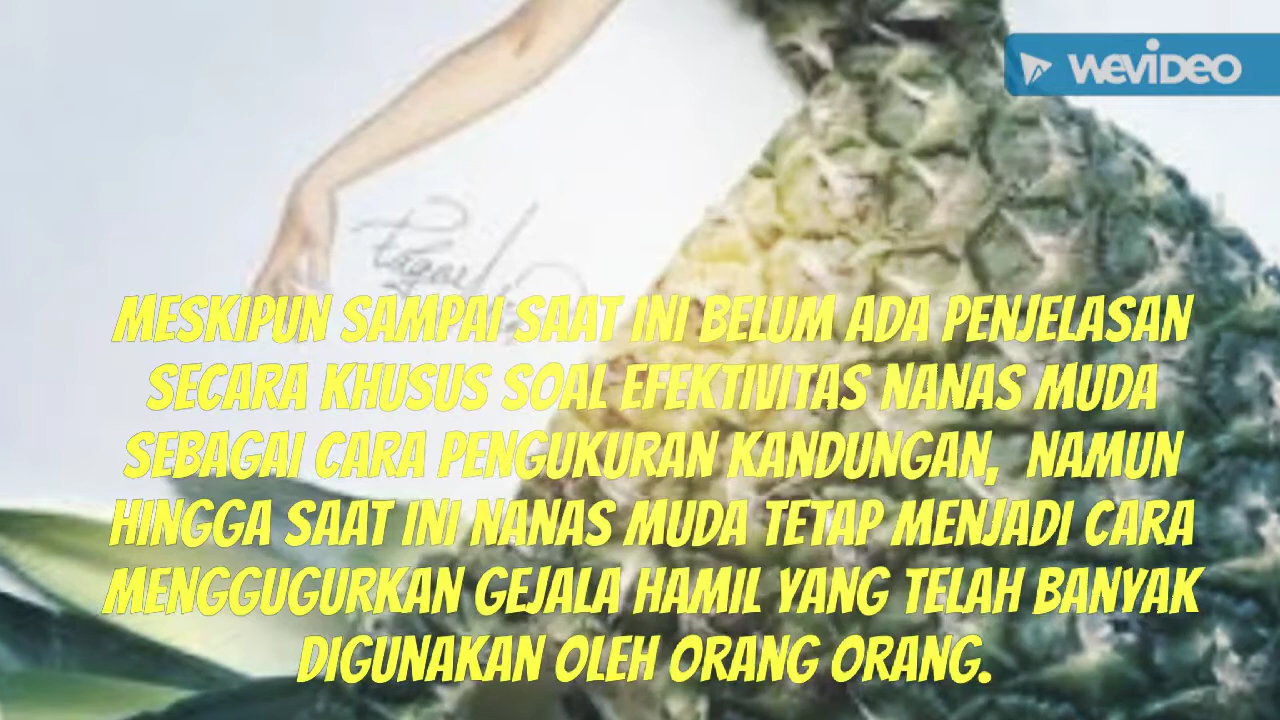 WEVIDEO
MESKIPUN SAMPAI SAAT INI BELUM ADA PENJELASAN
SECARA KHUSUS SOAL EFEKTIVITAS NANAS MUDA
SEBAGAI CARA PENGUKURAN KANDUNGAN, NAMUN
HINGGA SAAT INI NANAS MUDA TETAP MENJADI CARA
MENGGUGURKAN GEJALA HAMIL YANG TELAH BANYAK
DIGUNAKAN OLEH ORANG ORANG.